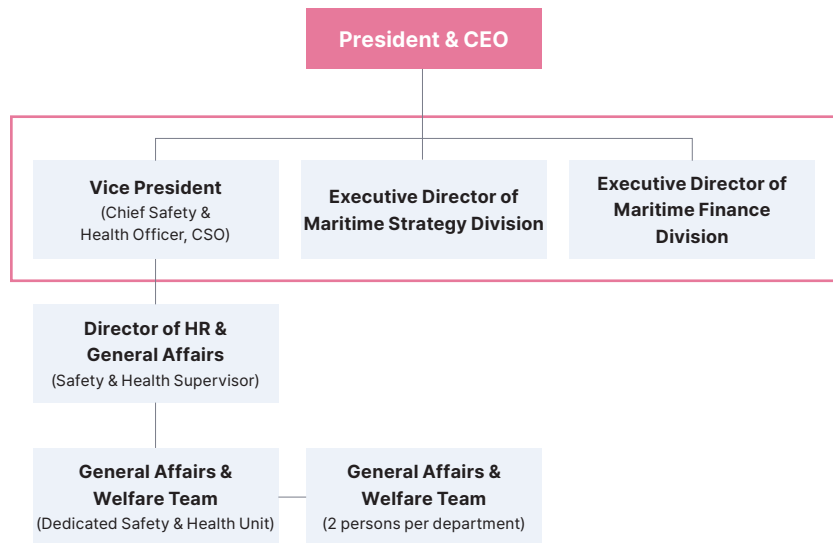 President & CEO
Vice President
(Chief Safety &
Health Officer, CSO)
Executive Director of
Maritime Strategy Division
Executive Director of
Maritime Finance
Division
Director of HR &
General Affairs
(Safety & Health Supervisor)
General Affairs &
Welfare Team
(Dedicated Safety & Health Unit)
General Affairs &
Welfare Team
(2 persons per department)